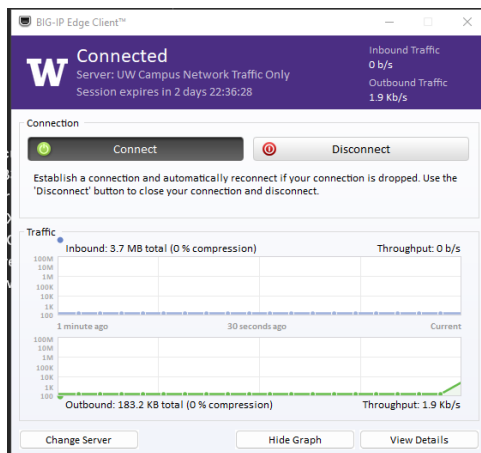 BIG-IP Edge Client™
W
Connected
Server: UW Campus Network Traffic Only
Session expires in 2 days 22:36:28
Inbound Traffic
0 b/s
Outbound Traffic
1.9 Kb/s
Connection
Connect
Disconnect
Establish a connection and automatically reconnect if your connection is dropped. Use the
'Disconnect' button to close your connection and disconnect.
Traffic
Inbound: 3.7 MB total (0 % compression) Throughput: 0 b/s
100M
10M
1M
100K
10K
1K
100
1 minute ago 30 seconds ago Current
100M
10M
1M
100K
10K
1K
100
Outbound: 183.2 KB total (0 % compression) Throughput: 1.9 Kb/s
Change Server
Hide Graph
View Details